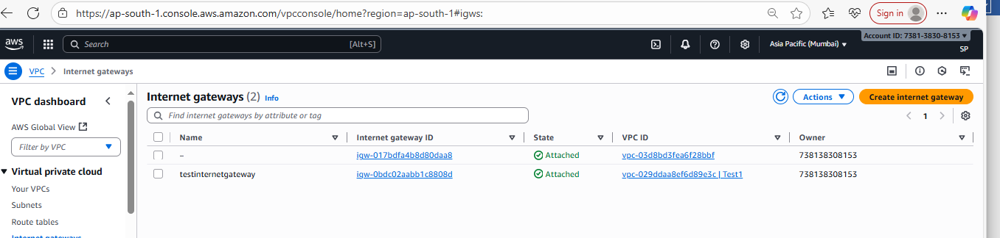 https://ap-south-1.console.aws.amazon.com/vpcconsole/home?region=ap-south-1#igws:
Sign in
aws
Search
[Alt+S]
Asia Pacific (Mumbai)
Account ID: 7381-3830-8153
SP
VPC > Internet gateways
VPC dashboard
AWS Global View
Filter by VPC
Virtual private cloud
Your VPCs
Subnets
Route tables
Internet gateways
Internet gateways (2) Info
Actions
Create internet gateway
Find internet gateways by attribute or tag
1
Name Internet gateway ID State VPC ID Owner
– igw-017bdfa4b8d80daa8 Attached vpc-03d8bd3fea6f28bbf 738138308153
testinternetgateway igw-0bdc02aabb1c8808d Attached vpc-029ddaa8ef6d89e3c | Test1 738138308153